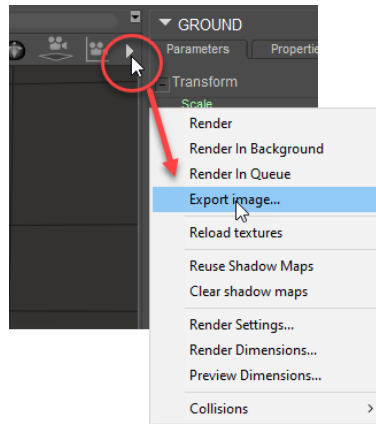 GROUND
Parameters Propertie
Transform
Scale
Render
Render In Background
Render In Queue
Export image...
Reload textures
Reuse Shadow Maps
Clear shadow maps
Render Settings...
Render Dimensions...
Preview Dimensions...
Collisions